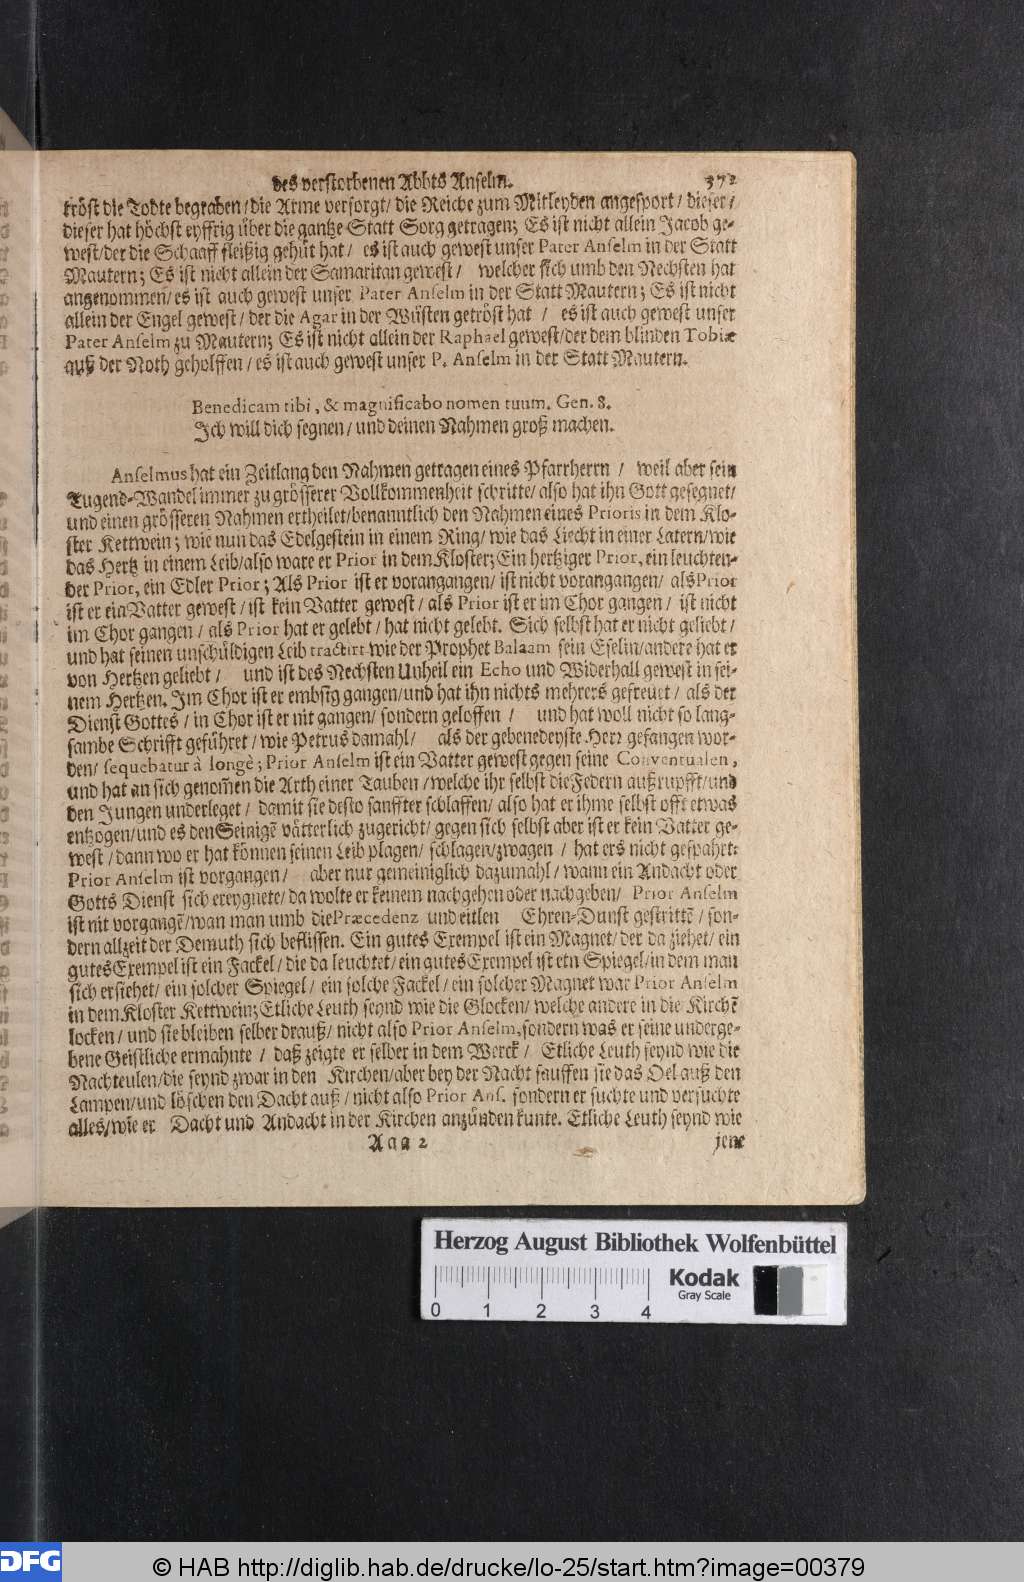 des verstorbenen Abbts Anselm. 372
tröst die Todte begraben / die Arme versorgt / die Reiche zum Mitleyden angesport / dieser /
dieser hat höchst eyffrig über die gantze Statt Sorg getragen; Es ist nicht allein Jacob ge-
west / der die Schaaff fleißig gehüt hat / es ist auch gewest unser Pater Anselm in der Statt
Mautern; Es ist nicht allein der Samaritan gewest / welcher sich umb den Nechsten hat
angenommen / es ist auch gewest unser Pater Anselm in der Statt Mautern; Es ist nicht
allein der Engel gewest / der die Agar in der Wüsten getröst hat / es ist auch gewest unser
Pater Anselm zu Mautern; Es ist nicht allein der Raphael gewest / der dem blinden Tobiæ
auß der Noth geholffen / es ist auch gewest unser P. Anselm in der Statt Mautern.
Benedicam tibi, & magnificabo nomen tuum. Gen. 8.
Ich will dich segnen / und deinen Nahmen groß machen.
Anselmus hat ein Zeitlang den Nahmen getragen eines Pfarrherrn / weil aber sein
Tugend-Wandel immer zu grösserer Vollkommenheit schritte / also hat ihn Gott gesegnet /
und einen grösseren Nahmen ertheilet / benanntlich den Nahmen eines Prioris in dem Klo-
ster Kettwein; wie nun das Edelgestein in einem Ring / wie das Liecht in einer Latern / wie
das Hertz in einem Leib / also ware er Prior in dem Kloster; Ein hertziger Prior, ein leuchten-
der Prior, ein Edler Prior; Als Prior ist er vorangangen / ist nicht vorangangen / als Prior
ist er ein Vatter gewest / ist kein Vatter gewest / als Prior ist er im Chor gangen / ist nicht
im Chor gangen / als Prior hat er gelebt / hat nicht gelebt. Sich selbst hat er nicht geliebt /
und hat seinen unschuldigen Leib tractirt wie der Prophet Balaam sein Eselin / andere hat er
von Hertzen geliebt / und ist des Nechsten Unheil ein Echo und Widerhall gewest in sei-
nem Hertzen. Im Chor ist er embsig gangen / und hat ihn nichts mehrers gefreuet / als der
Dienst Gottes / in Chor ist er nit gangen / sondern geloffen / und hat woll nicht so lang-
sambe Schrifft geführet / wie Petrus damahl / als der gebenedeyste Herr gefangen wor-
den / sequebatur à longè; Prior Anselm ist ein Vatter gewest gegen seine Conventualen,
und hat an sich genom̃en die Arth einer Tauben / welche ihr selbst die Federn außrupfft / und
den Jungen underleget / damit sie desto sanffter schlaffen / also hat er ihme selbst offt etwas
entzogen / und es den Seinigẽ vätterlich zugericht / gegen sich selbst aber ist er kein Vatter ge-
west / dann wo er hat können seinen Leib plagen / schlagen / zwagen / hat ers nicht gespahrt:
Prior Anselm ist vorgangen / aber nur gemeiniglich dazumahl / wann ein Andacht oder
Gotts Dienst sich ereygnete / da wolte er keinem nachgehen oder nachgeben / Prior Anselm
ist nit vorgangẽ / wan man umb die Præcedenz und eitlen Ehren-Dunst gestrittẽ / son-
dern allzeit der Demuth sich beflissen. Ein gutes Exempel ist ein Magnet / der da ziehet / ein
gutes Exempel ist ein Fackel / die da leuchtet / ein gutes Exempel ist ein Spiegel / in dem man
sich ersiehet / ein solcher Spiegel / ein solche Fackel / ein solcher Magnet war Prior Anselm
in dem Kloster Kettwein; Etliche Leuth seynd wie die Glocken / welche andere in die Kirchẽ
locken / und sie bleiben selber drauß / nicht also Prior Anselm, sondern was er seine underge-
bene Geistliche ermahnte / daß zeigte er selber in dem Werck / Etliche Leuth seynd wie die
Nachteulen / die seynd zwar in den Kirchen / aber bey der Nacht sauffen sie das Oel auß den
Lampen / und löschen den Dacht auß / nicht also Prior Ans. sondern er suchte und versuchte
alles / wie er Dacht und Andacht in der Kirchen anzünden kunte. Etliche Leuth seynd wie
Aaa 2 jene
Herzog August Bibliothek Wolfenbüttel
Kodak
Gray Scale
0 1 2 3 4
DFG
© HAB http://diglib.hab.de/drucke/lo-25/start.htm?image=00379